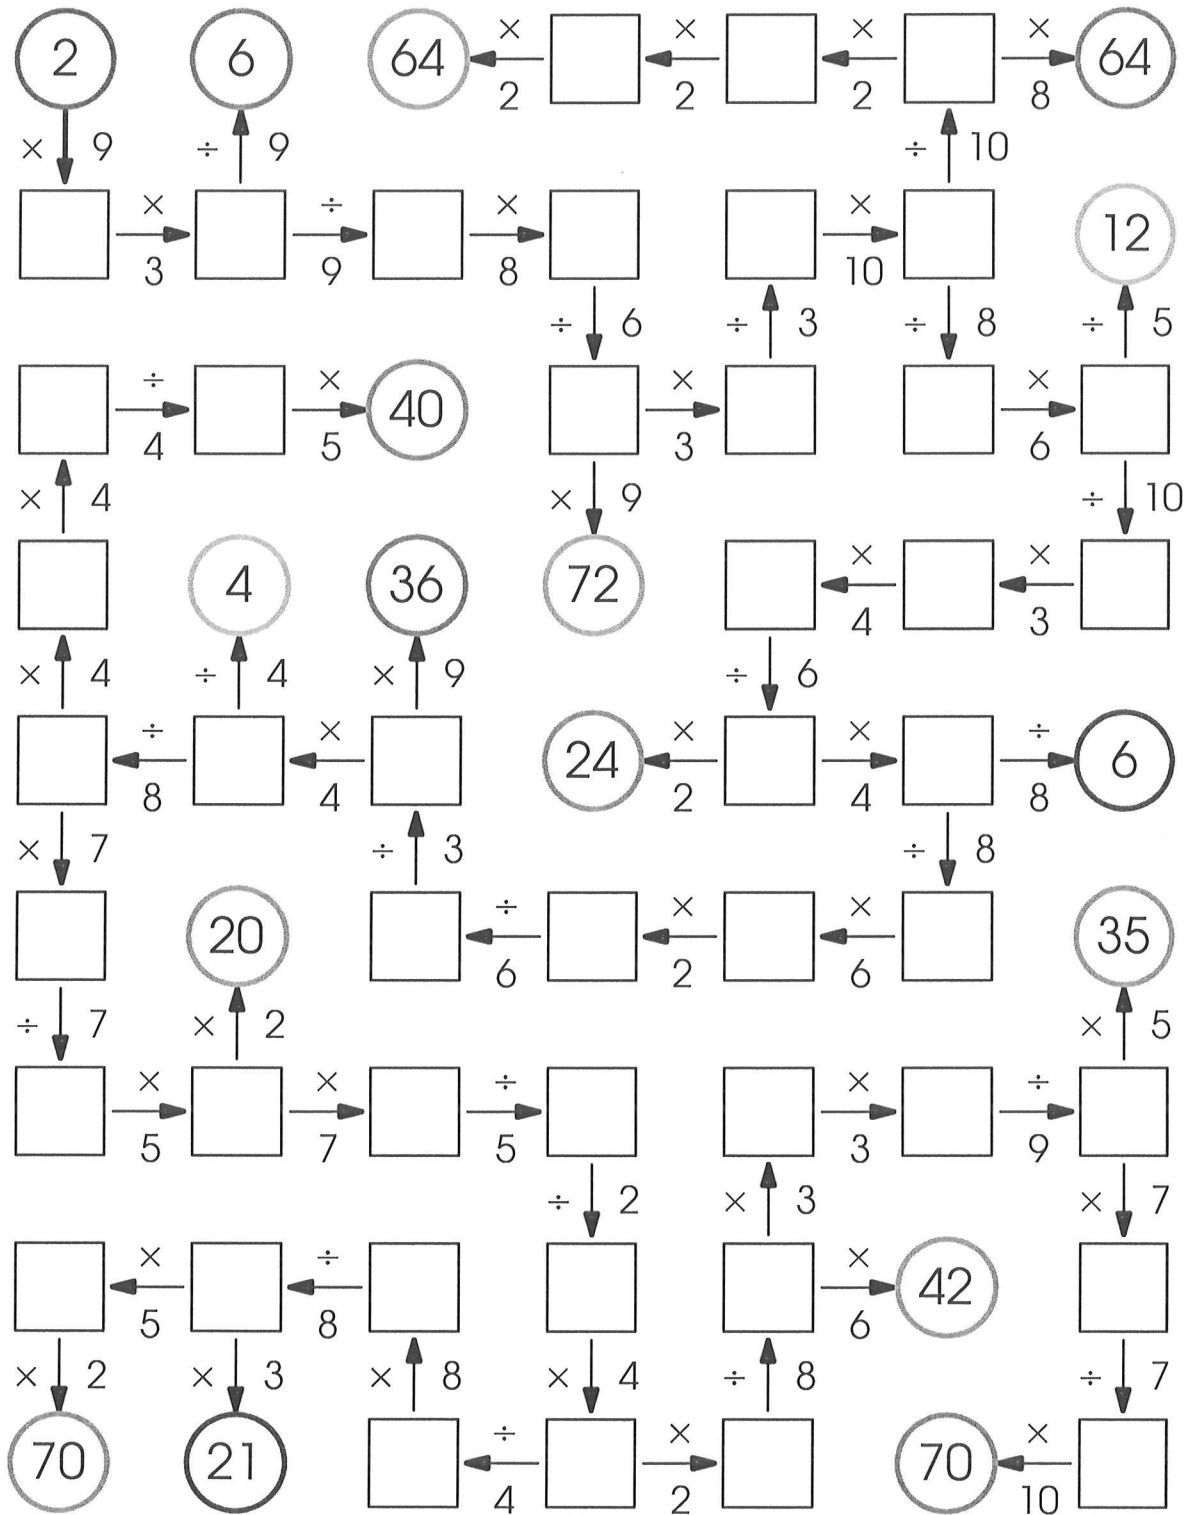 2 6 64 × 2 × 2 × 2 × 8 64
× 9 ÷ 9 ÷ 10
× 3 ÷ 9 × 8 × 10 12
÷ 6 ÷ 3 ÷ 8 ÷ 5
÷ 4 × 5 40 × 3 × 6
× 4 × 9 ÷ 10
4 36 72 × 4 × 3
× 4 ÷ 4 × 9 ÷ 6
÷ 8 × 4 24 × 2 × 4 ÷ 8 6
× 7 ÷ 3 ÷ 8
20 ÷ 6 × 2 × 6 35
÷ 7 × 2 × 5
× 5 × 7 ÷ 5 × 3 ÷ 9
÷ 2 × 3 × 7
× 5 ÷ 8 × 6 42
× 2 × 3 × 8 × 4 ÷ 8 ÷ 7
70 21 ÷ 4 × 2 70 × 10